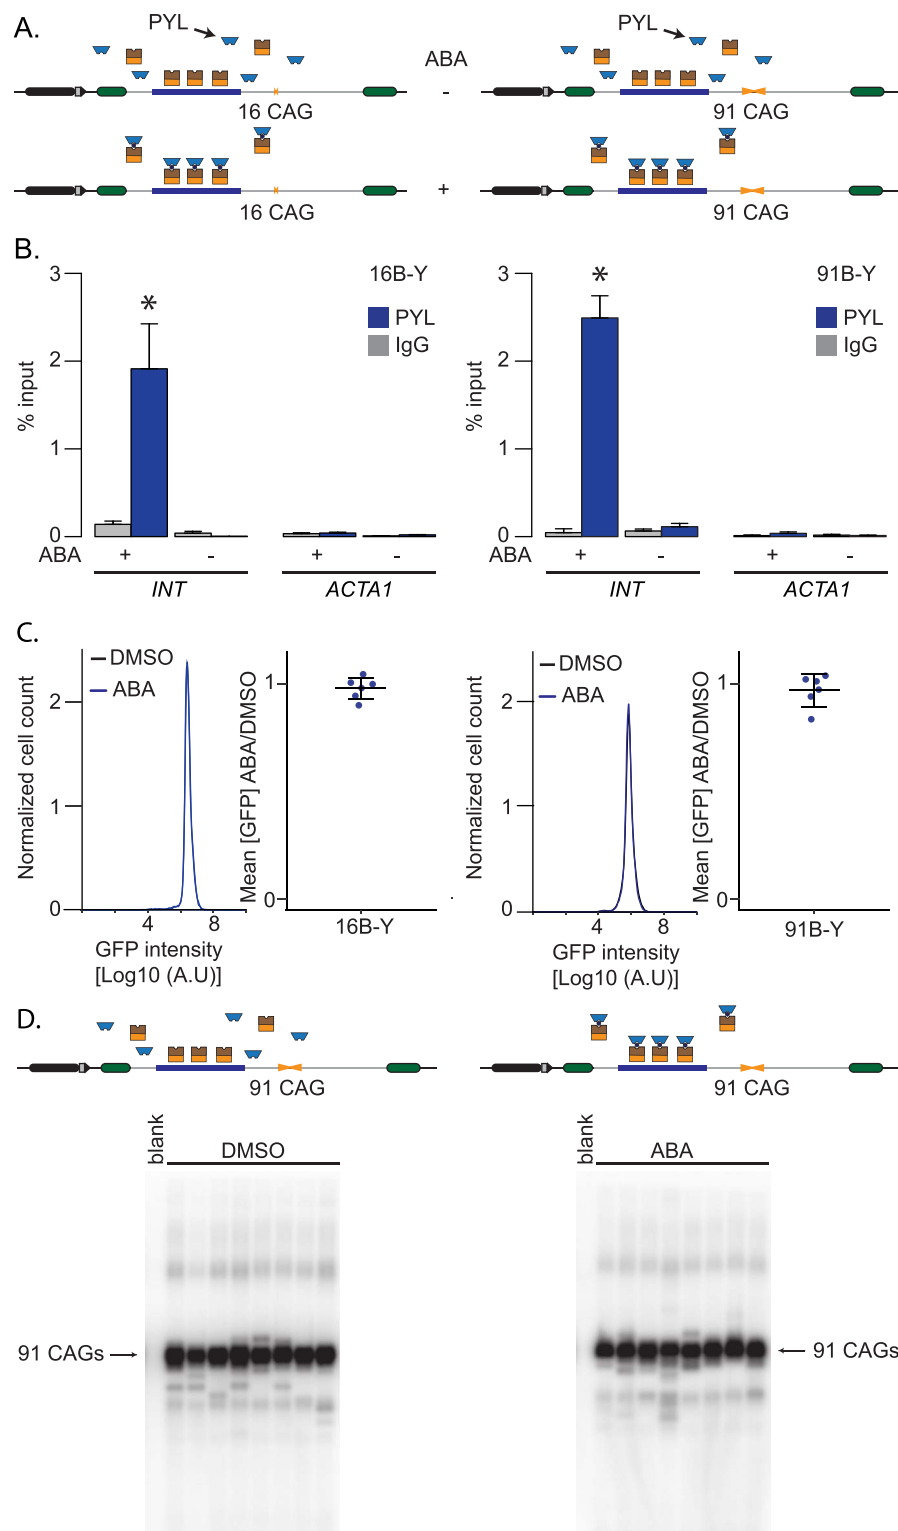 A.
PYL
PYL
ABA
16 CAG
-
91 CAG
16 CAG
+
91 CAG
B.
3
16B-Y
PYL
IgG
*
2
% input
1
0
ABA
+
-
+
-
INT
ACTA1
3
91B-Y
PYL
IgG
*
2
% input
1
0
ABA
+
-
+
-
INT
ACTA1
C.
DMSO
ABA
Normalized cell count
2
1
0
4
8
GFP intensity
[Log10 (A.U)]
Mean [GFP] ABA/DMSO
1
0
16B-Y
DMSO
ABA
Normalized cell count
2
1
0
4
8
GFP intensity
[Log10 (A.U)]
Mean [GFP] ABA/DMSO
1
0
91B-Y
D.
91 CAG
91 CAG
blank
DMSO
blank
ABA
91 CAGs
91 CAGs